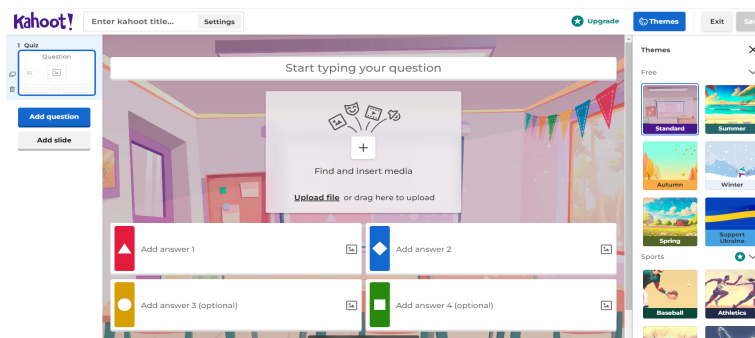 Kahoot!
Enter kahoot title...
Settings
Upgrade
Themes
Exit
1 Quiz
Question
Add question
Add slide
Start typing your question
Find and insert media
Upload file or drag here to upload
Add answer 1
Add answer 2
Add answer 3 (optional)
Add answer 4 (optional)
Themes
Free
Standard
Summer
Autumn
Winter
Spring
Support
Ukraine
Sports
Baseball
Athletics